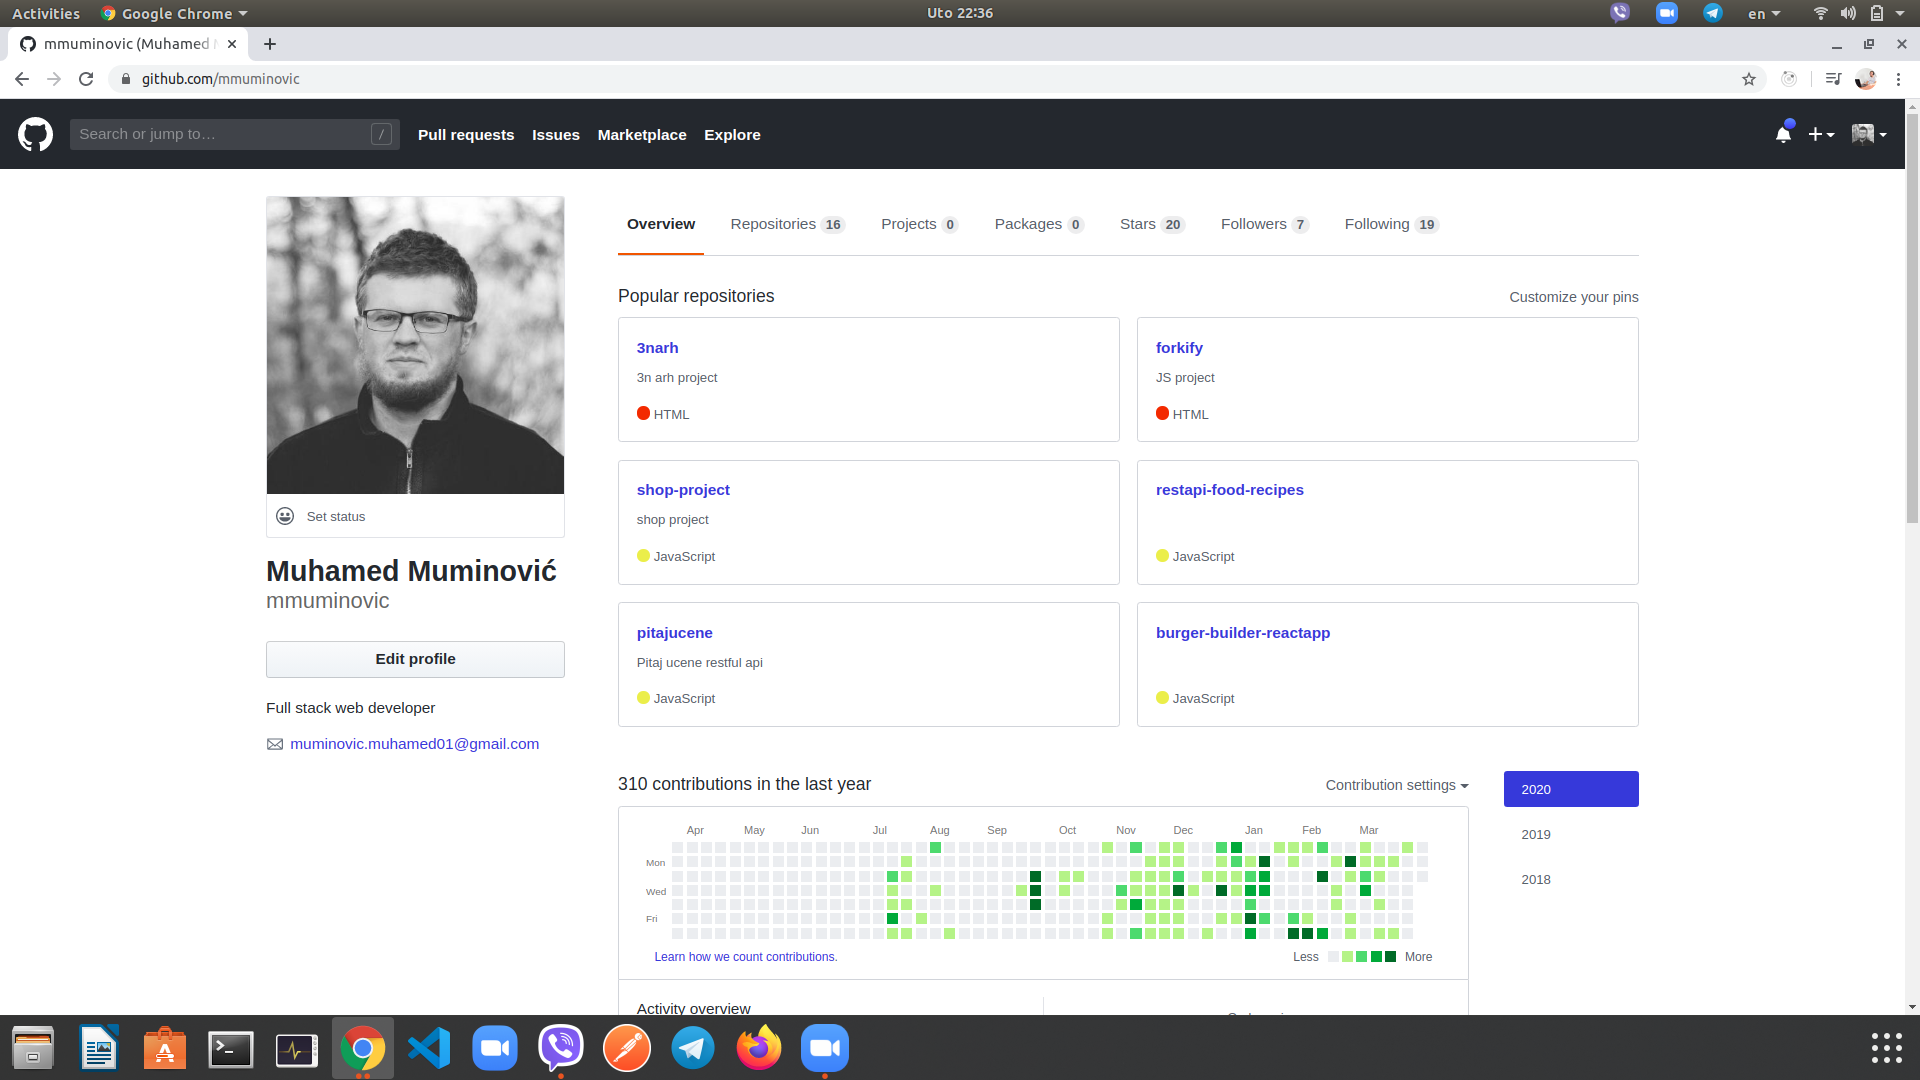 Activities
Google Chrome
Uto 22:36
en
mmuminovic (Muhamed
github.com/mmuminovic
Search or jump to…
/
Pull requests
Issues
Marketplace
Explore
Overview
Repositories 16
Projects 0
Packages 0
Stars 20
Followers 7
Following 19
Popular repositories
Customize your pins
3narh
3n arh project
HTML
forkify
JS project
HTML
shop-project
shop project
JavaScript
restapi-food-recipes
JavaScript
pitajucene
Pitaj ucene restful api
JavaScript
burger-builder-reactapp
JavaScript
Set status
Muhamed Muminović
mmuminovic
Edit profile
Full stack web developer
muminovic.muhamed01@gmail.com
310 contributions in the last year
Contribution settings
2020
2019
2018
Apr May Jun Jul Aug Sep Oct Nov Dec Jan Feb Mar
Mon
Wed
Fri
Learn how we count contributions.
Less
More
Activity overview